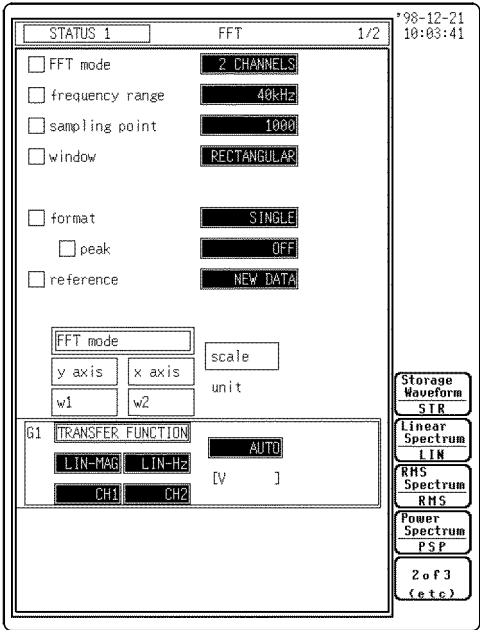 '98-12-21
STATUS 1 FFT 1/2 10:03:41
FFT mode 2 CHANNELS
frequency range 40kHz
sampling point 1000
window RECTANGULAR
format SINGLE
peak OFF
reference NEW DATA
FFT mode
scale
y axis x axis
unit
w1 w2
G1 TRANSFER FUNCTION
AUTO
LIN-MAG LIN-Hz
[V ]
CH1 CH2
Storage
Waveform
STR
Linear
Spectrum
LIN
RMS
Spectrum
RMS
Power
Spectrum
PSP
2 of 3
(etc)